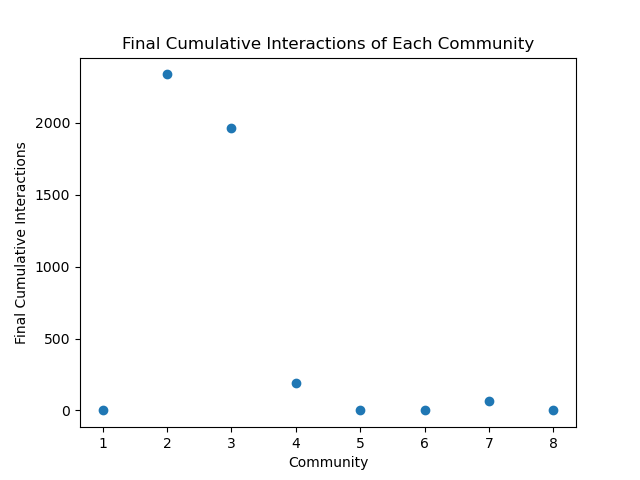 Final Cumulative Interactions of Each Community
Final Cumulative Interactions
2000
1500
1000
500
0
1 2 3 4 5 6 7 8
Community